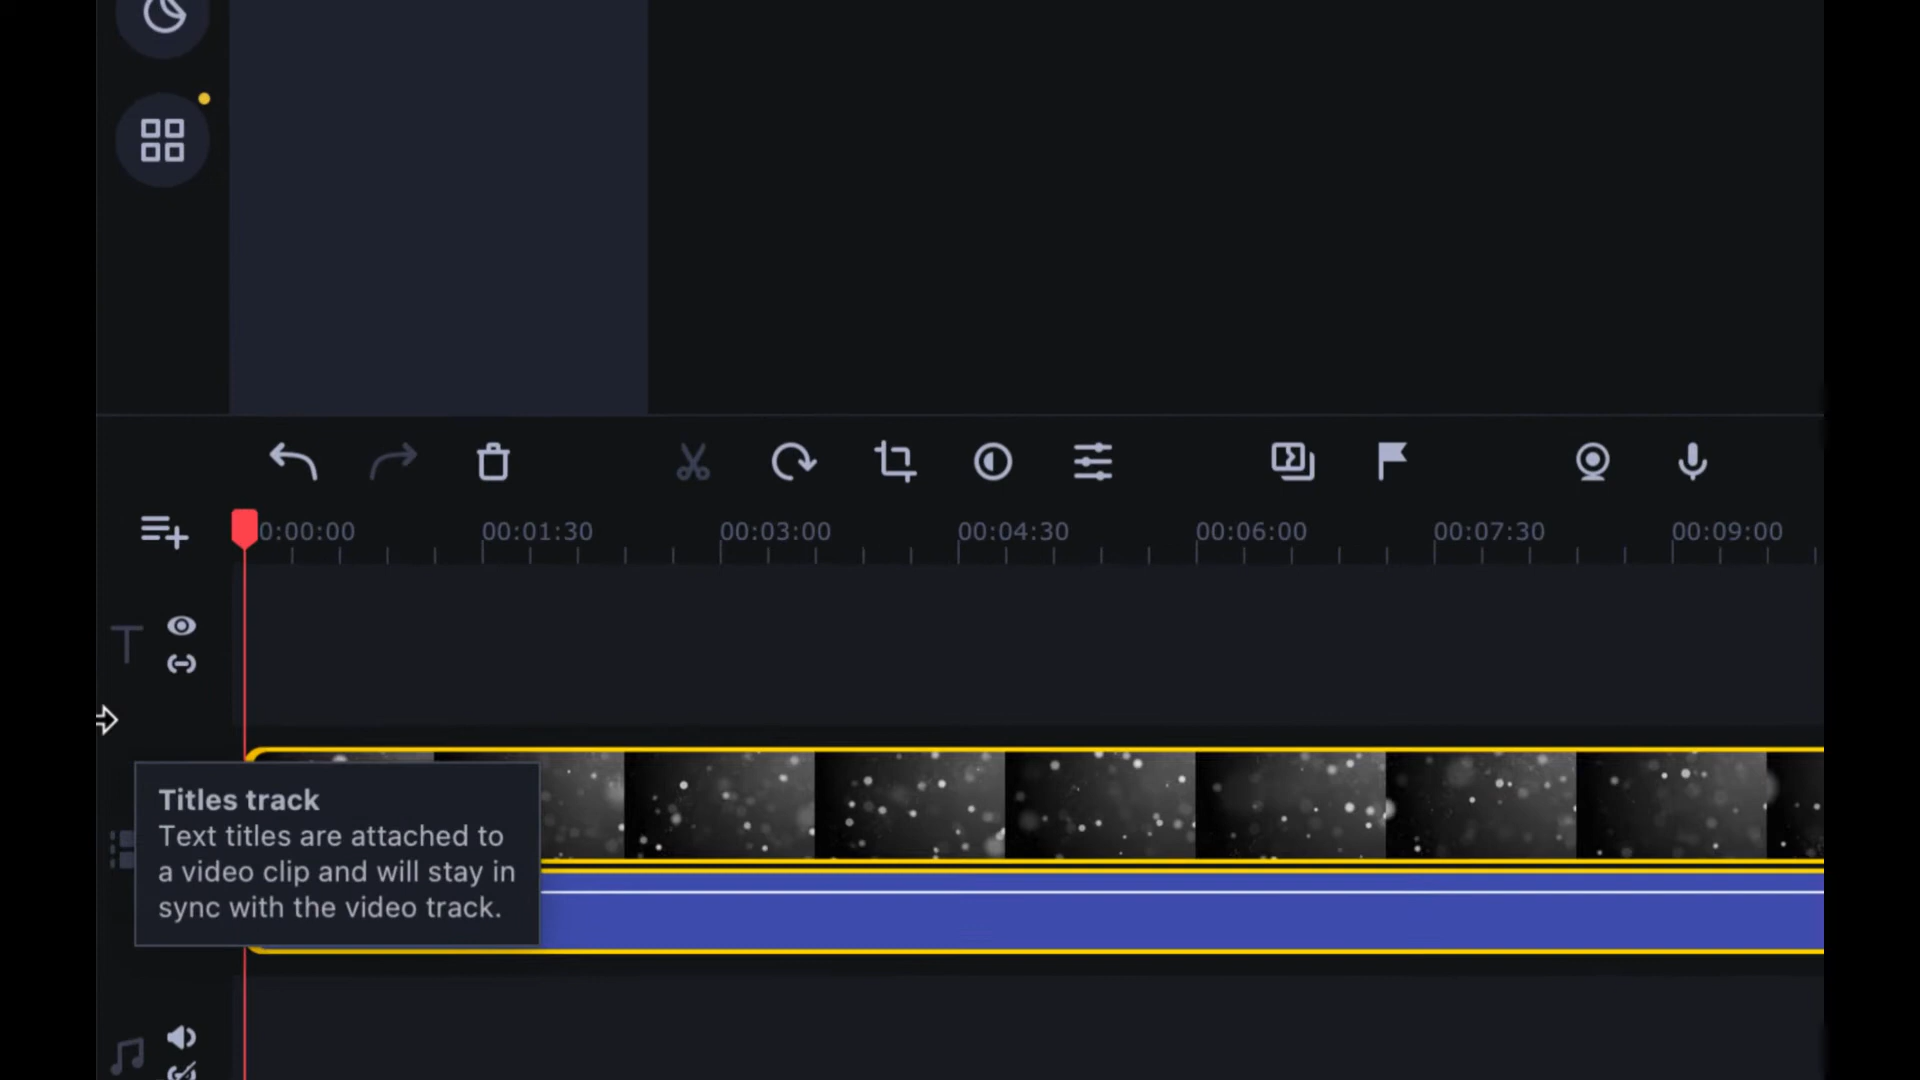 0:00:00 00:01:30 00:03:00 00:04:30 00:06:00 00:07:30 00:09:00
Titles track
Text titles are attached to
a video clip and will stay in
sync with the video track.